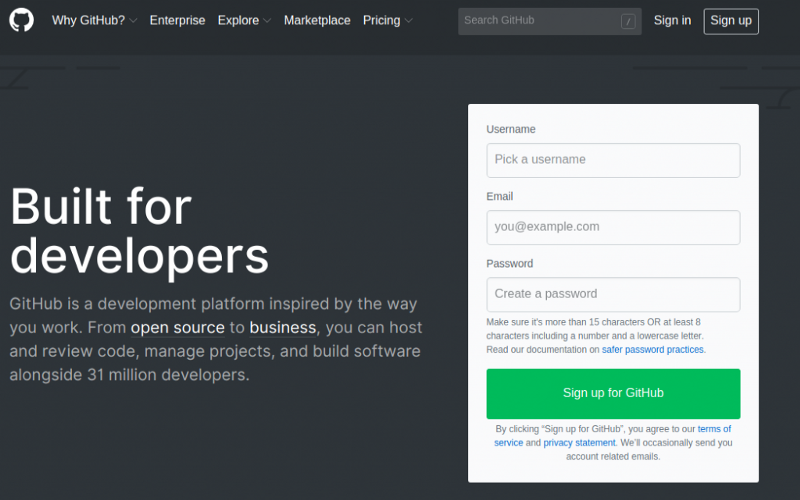 Why GitHub? Enterprise Explore Marketplace Pricing Search GitHub / Sign in Sign up
Built for
developers
GitHub is a development platform inspired by the way
you work. From open source to business, you can host
and review code, manage projects, and build software
alongside 31 million developers.
Username
Pick a username
Email
you@example.com
Password
Create a password
Make sure it's more than 15 characters OR at least 8
characters including a number and a lowercase letter.
Read our documentation on safer password practices.
Sign up for GitHub
By clicking “Sign up for GitHub”, you agree to our terms of
service and privacy statement. We’ll occasionally send you
account related emails.